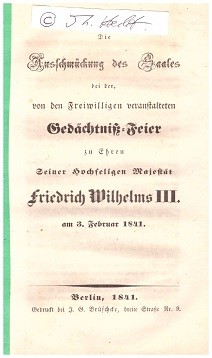 Die
Ausschmückung des Saales
bei der,
von den Freiwilligen veranstalteten
Gedächtniß-Feier
zu Ehren
Seiner Hochseligen Majestät
Friedrich Wilhelms III.
am 3. Februar 1841.
Berlin, 1841.
Gedruckt bei J. G. Brüschcke, breite Straße Nr. 9.